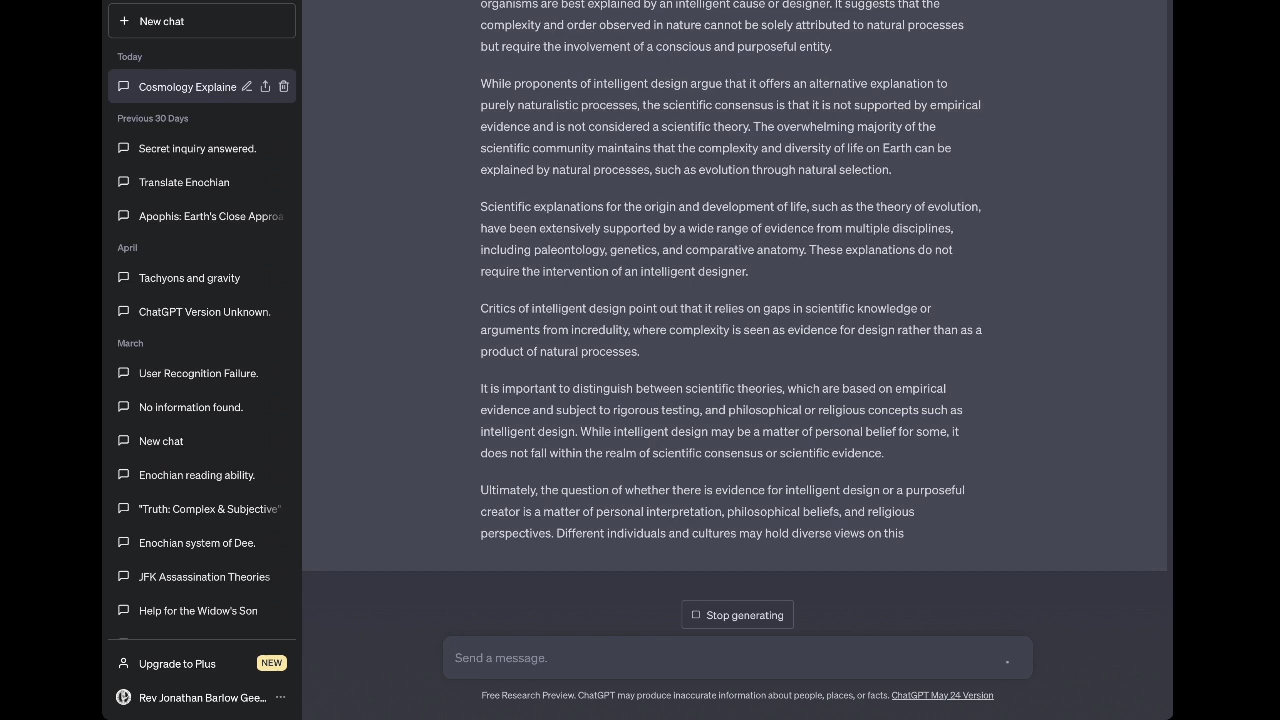 New chat
Today
Cosmology Explaine
Previous 30 Days
Secret inquiry answered.
Translate Enochian
Apophis: Earth's Close Approa
April
Tachyons and gravity
ChatGPT Version Unknown.
March
User Recognition Failure.
No information found.
New chat
Enochian reading ability.
"Truth: Complex & Subjective"
Enochian system of Dee.
JFK Assassination Theories
Help for the Widow's Son
Upgrade to Plus NEW
Rev Jonathan Barlow Gee...
organisms are best explained by an intelligent cause or designer. It suggests that the
complexity and order observed in nature cannot be solely attributed to natural processes
but require the involvement of a conscious and purposeful entity.
While proponents of intelligent design argue that it offers an alternative explanation to
purely naturalistic processes, the scientific consensus is that it is not supported by empirical
evidence and is not considered a scientific theory. The overwhelming majority of the
scientific community maintains that the complexity and diversity of life on Earth can be
explained by natural processes, such as evolution through natural selection.
Scientific explanations for the origin and development of life, such as the theory of evolution,
have been extensively supported by a wide range of evidence from multiple disciplines,
including paleontology, genetics, and comparative anatomy. These explanations do not
require the intervention of an intelligent designer.
Critics of intelligent design point out that it relies on gaps in scientific knowledge or
arguments from incredulity, where complexity is seen as evidence for design rather than as a
product of natural processes.
It is important to distinguish between scientific theories, which are based on empirical
evidence and subject to rigorous testing, and philosophical or religious concepts such as
intelligent design. While intelligent design may be a matter of personal belief for some, it
does not fall within the realm of scientific consensus or scientific evidence.
Ultimately, the question of whether there is evidence for intelligent design or a purposeful
creator is a matter of personal interpretation, philosophical beliefs, and religious
perspectives. Different individuals and cultures may hold diverse views on this
Stop generating
Send a message.
Free Research Preview. ChatGPT may produce inaccurate information about people, places, or facts. ChatGPT May 24 Version